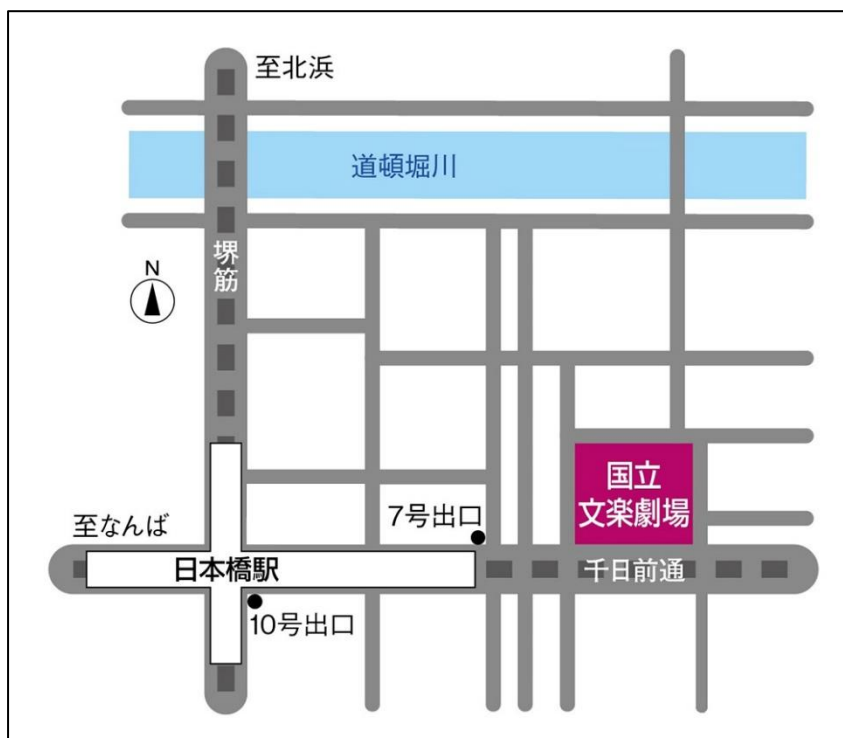 至北浜
道頓堀川
堺筋
N
国立
文楽劇場
7号出口
至なんば
日本橋駅
千日前通
10号出口